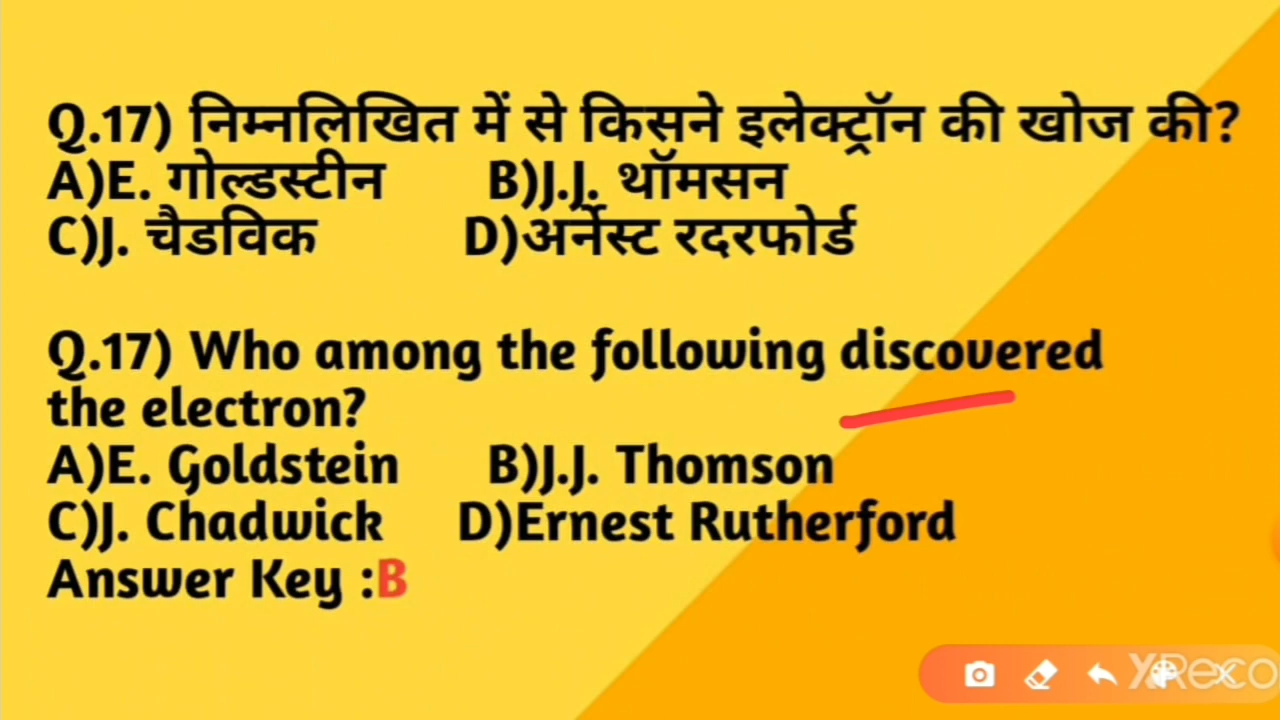 Q.17) निम्नलिखित में से किसने इलेक्ट्रॉन की खोज की?
A)E. गोल्डस्टीन B)J.J. थॉमसन
C)J. चैडविक D)अर्नेस्ट रदरफोर्ड
Q.17) Who among the following discovered
the electron?
A)E. Goldstein B)J.J. Thomson
C)J. Chadwick D)Ernest Rutherford
Answer Key :B
XReco